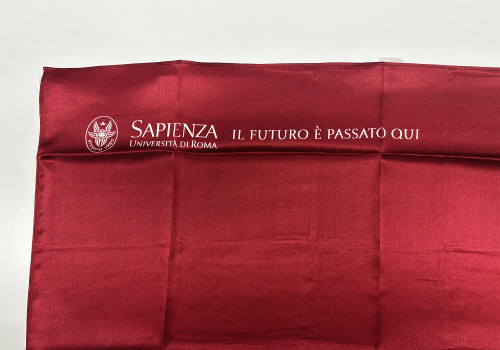 SAPIENZA
UNIVERSITÀ DI ROMA
IL FUTURO È PASSATO QUI